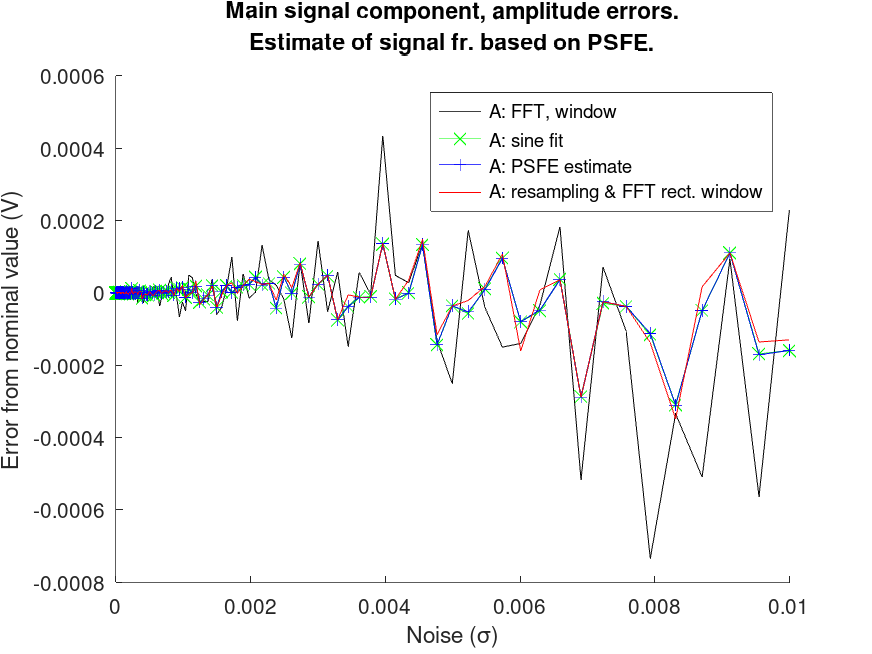 Main signal component, amplitude errors.
Estimate of signal fr. based on PSFE.
0.0006
0.0004
0.0002
0
-0.0002
-0.0004
-0.0006
-0.0008
Error from nominal value (V)
A: FFT, window
A: sine fit
A: PSFE estimate
A: resampling & FFT rect. window
0
0.002
0.004
0.006
0.008
0.01
Noise (σ)